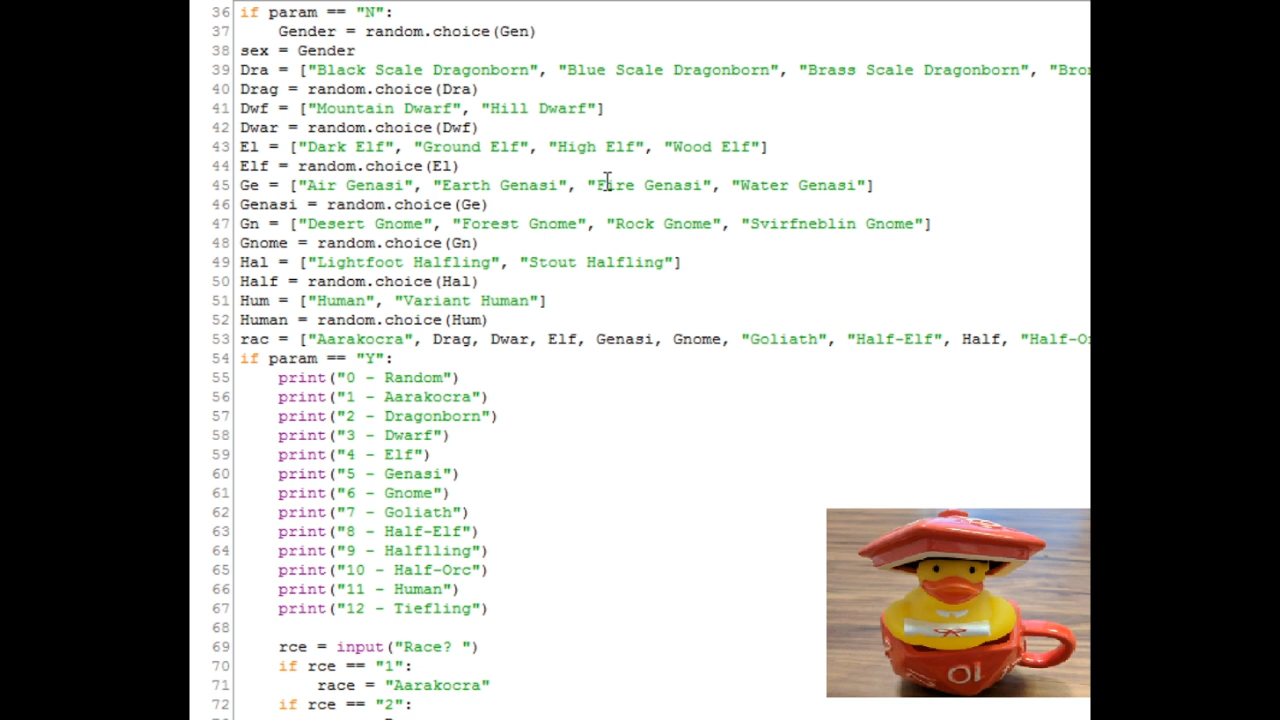 36 if param == "N":
37     Gender = random.choice(Gen)
38 sex = Gender
39 Dra = ["Black Scale Dragonborn", "Blue Scale Dragonborn", "Brass Scale Dragonborn", "Bron
40 Drag = random.choice(Dra)
41 Dwf = ["Mountain Dwarf", "Hill Dwarf"]
42 Dwar = random.choice(Dwf)
43 El = ["Dark Elf", "Ground Elf", "High Elf", "Wood Elf"]
44 Elf = random.choice(El)
45 Ge = ["Air Genasi", "Earth Genasi", "Fire Genasi", "Water Genasi"]
46 Genasi = random.choice(Ge)
47 Gn = ["Desert Gnome", "Forest Gnome", "Rock Gnome", "Svirfneblin Gnome"]
48 Gnome = random.choice(Gn)
49 Hal = ["Lightfoot Halfling", "Stout Halfling"]
50 Half = random.choice(Hal)
51 Hum = ["Human", "Variant Human"]
52 Human = random.choice(Hum)
53 rac = ["Aarakocra", Drag, Dwar, Elf, Genasi, Gnome, "Goliath", "Half-Elf", Half, "Half-O
54 if param == "Y":
55     print("0 - Random")
56     print("1 - Aarakocra")
57     print("2 - Dragonborn")
58     print("3 - Dwarf")
59     print("4 - Elf")
60     print("5 - Genasi")
61     print("6 - Gnome")
62     print("7 - Goliath")
63     print("8 - Half-Elf")
64     print("9 - Halflling")
65     print("10 - Half-Orc")
66     print("11 - Human")
67     print("12 - Tiefling")
68
69     rce = input("Race? ")
70     if rce == "1":
71         race = "Aarakocra"
72     if rce == "2":
10